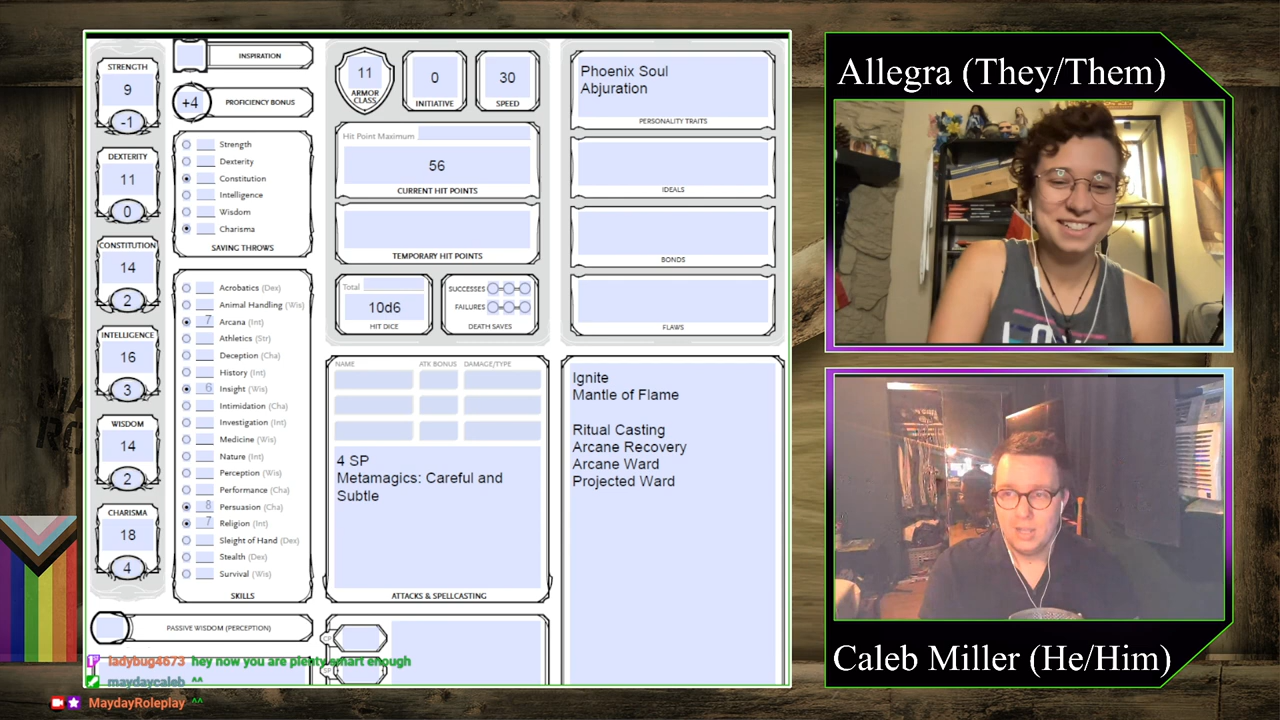 STRENGTH
9
-1
DEXTERITY
11
0
CONSTITUTION
14
2
INTELLIGENCE
16
3
WISDOM
14
2
CHARISMA
18
4
INSPIRATION
+4 PROFICIENCY BONUS
Strength
Dexterity
Constitution
Intelligence
Wisdom
Charisma
SAVING THROWS
Acrobatics (Dex)
Animal Handling (Wis)
7 Arcana (Int)
Athletics (Str)
Deception (Cha)
History (Int)
6 Insight (Wis)
Intimidation (Cha)
Investigation (Int)
Medicine (Wis)
Nature (Int)
Perception (Wis)
Performance (Cha)
8 Persuasion (Cha)
7 Religion (Int)
Sleight of Hand (Dex)
Stealth (Dex)
Survival (Wis)
SKILLS
PASSIVE WISDOM (PERCEPTION)
11
ARMOR
CLASS
0
INITIATIVE
30
SPEED
Hit Point Maximum
56
CURRENT HIT POINTS
TEMPORARY HIT POINTS
Total
10d6
HIT DICE
SUCCESSES
FAILURES
DEATH SAVES
NAME ATK BONUS DAMAGE/TYPE
4 SP
Metamagics: Careful and
Subtle
ATTACKS & SPELLCASTING
CP
SP
Phoenix Soul
Abjuration
PERSONALITY TRAITS
IDEALS
BONDS
FLAWS
Ignite
Mantle of Flame
Ritual Casting
Arcane Recovery
Arcane Ward
Projected Ward
ladybug4673 hey now you are plenty smart enough
maydaycaleb ^^
MaydayRoleplay ^^
Allegra (They/Them)
Caleb Miller (He/Him)